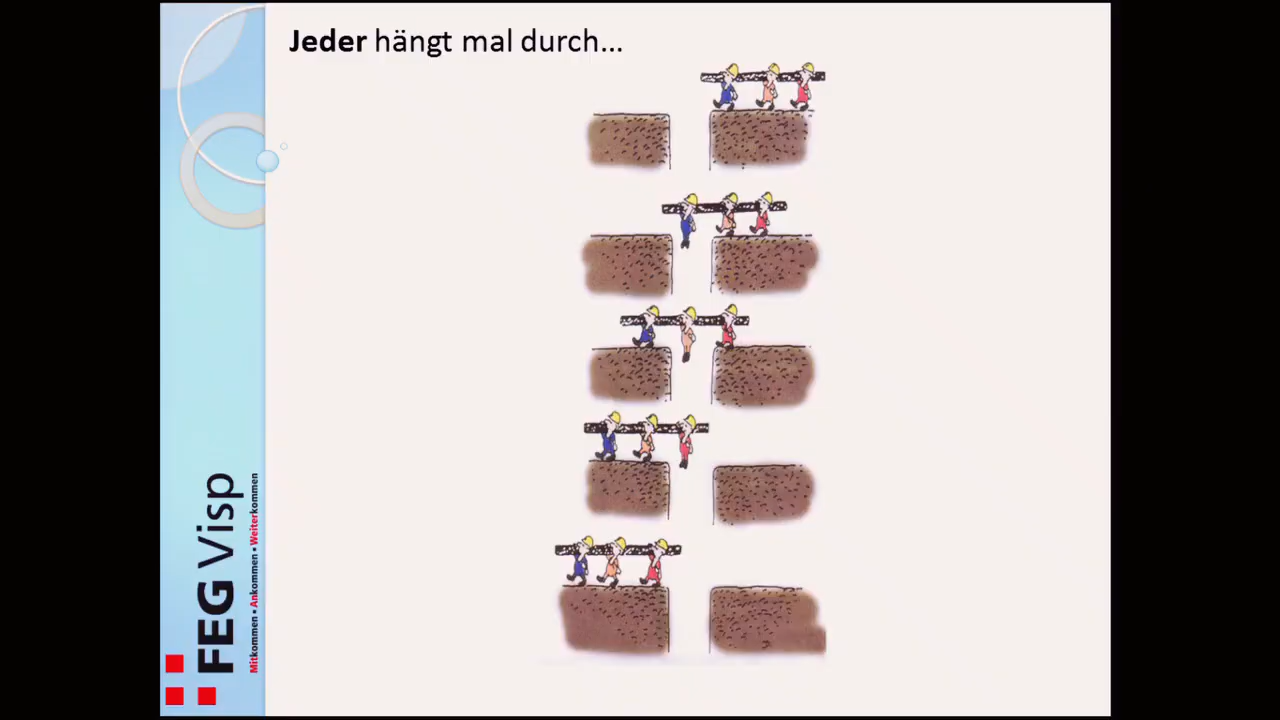 Jeder hängt mal durch...
FEG Visp
Mitkommen • Ankommen • Weiterkommen